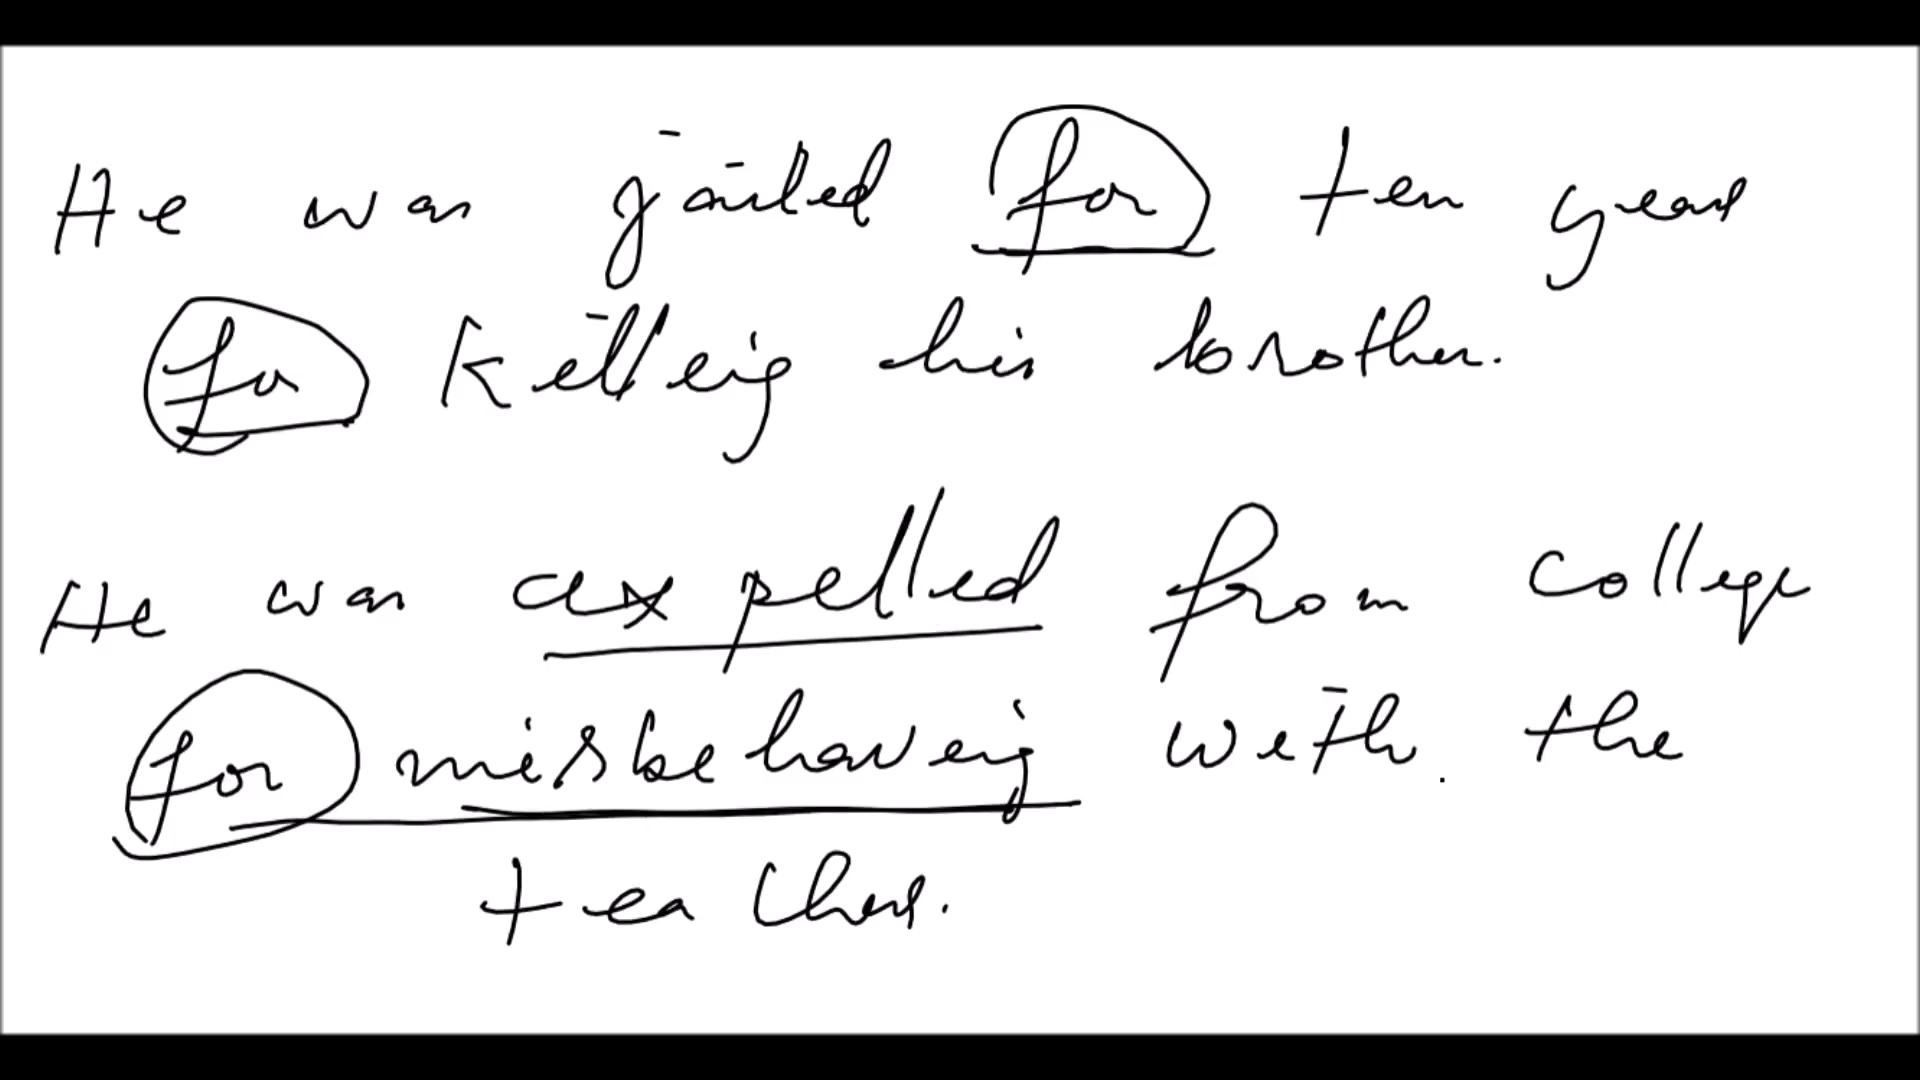 He was jailed for ten years
for killing his brother.
He was expelled from college
for misbehaving with the
teachers.